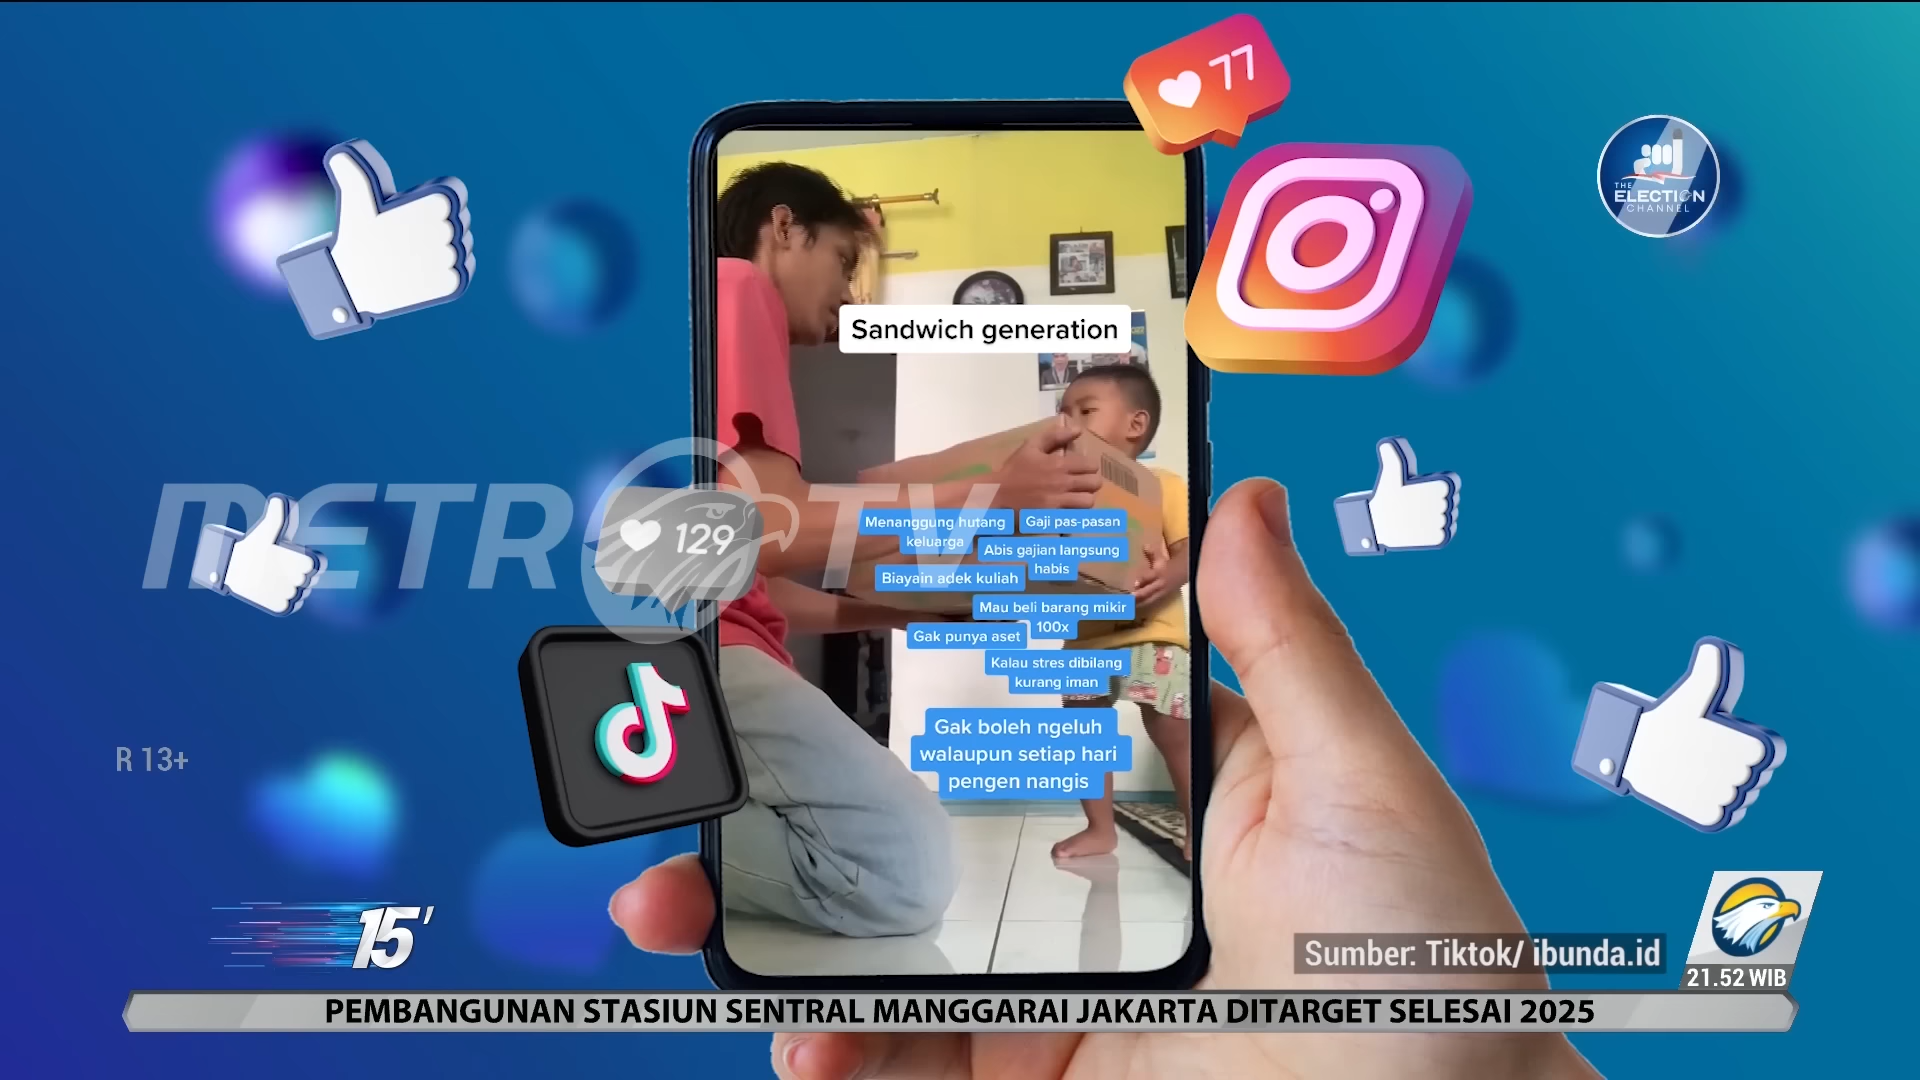 77
THE
ELECTION
CHANNEL
Sandwich generation
METRO TV
129
Menanggung hutang
keluarga
Gaji pas-pasan
Abis gajian langsung
habis
Biayain adek kuliah
Mau beli barang mikir
100x
Gak punya aset
Kalau stres dibilang
kurang iman
Gak boleh ngeluh
walaupun setiap hari
pengen nangis
R 13+
15'
Sumber: Tiktok/ ibunda.id
21.52 WIB
PEMBANGUNAN STASIUN SENTRAL MANGGARAI JAKARTA DITARGET SELESAI 2025